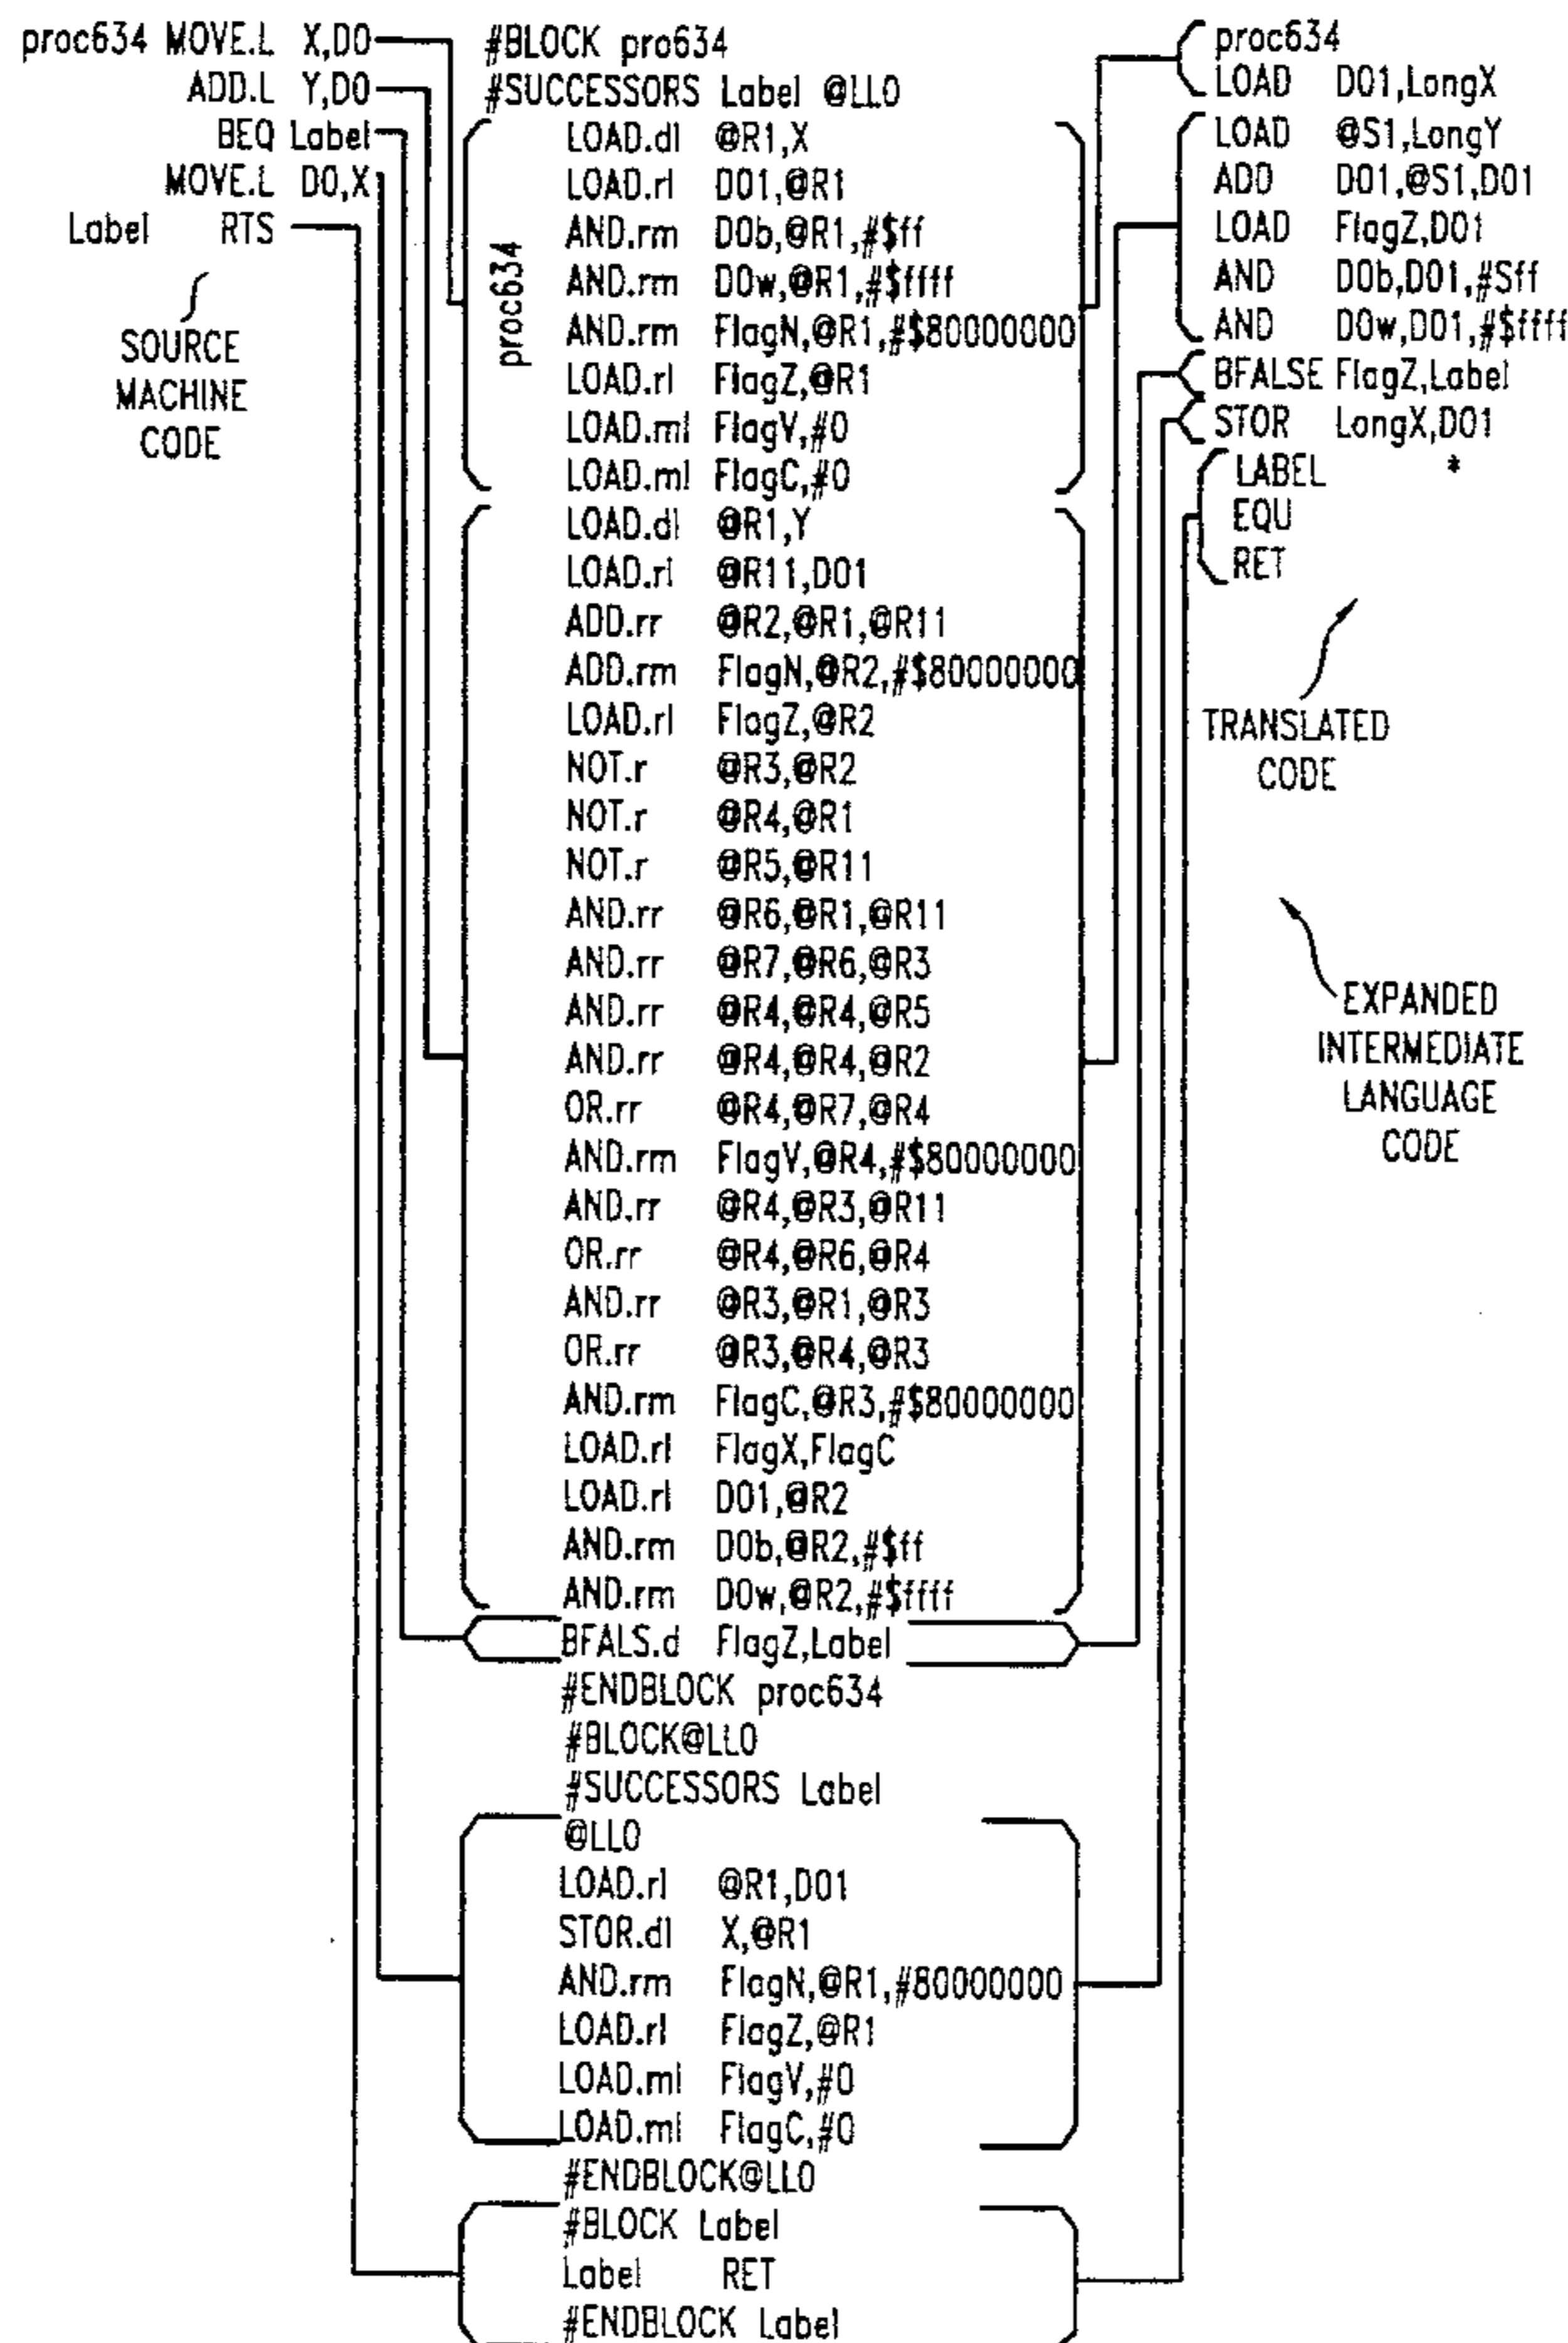 proc634 MOVE.L X,D0
ADD.L Y,D0
BEQ Label
MOVE.L D0,X
Label RTS
SOURCE
MACHINE
CODE
#BLOCK pro634
#SUCCESSORS Label @LL0
proc634
LOAD.dl @R1,X
LOAD.rl D01,@R1
AND.rm D0b,@R1,#$ff
AND.rm D0w,@R1,#$ffff
AND.rm FlagN,@R1,#$80000000
LOAD.rl FlagZ,@R1
LOAD.ml FlagV,#0
LOAD.ml FlagC,#0
LOAD.dl @R1,Y
LOAD.rl @R11,D01
ADD.rr @R2,@R1,@R11
ADD.rm FlagN,@R2,#$80000000
LOAD.rl FlagZ,@R2
NOT.r @R3,@R2
NOT.r @R4,@R1
NOT.r @R5,@R11
AND.rr @R6,@R1,@R11
AND.rr @R7,@R6,@R3
AND.rr @R4,@R4,@R5
AND.rr @R4,@R4,@R2
OR.rr @R4,@R7,@R4
AND.rm FlagV,@R4,#$80000000
AND.rr @R4,@R3,@R11
OR.rr @R4,@R6,@R4
AND.rr @R3,@R1,@R3
OR.rr @R3,@R4,@R3
AND.rm FlagC,@R3,#$80000000
LOAD.rl FlagX,FlagC
LOAD.rl D01,@R2
AND.rm D0b,@R2,#$ff
AND.rm D0w,@R2,#$ffff
BFALS.d FlagZ,Label
#ENDBLOCK proc634
#BLOCK@LL0
#SUCCESSORS Label
@LL0
LOAD.rl @R1,D01
STOR.dl X,@R1
AND.rm FlagN,@R1,#80000000
LOAD.rl FlagZ,@R1
LOAD.ml FlagV,#0
LOAD.ml FlagC,#0
#ENDBLOCK@LL0
#BLOCK Label
Label RET
#ENDBLOCK Label
proc634
LOAD D01,LongX
LOAD @S1,LongY
ADD D01,@S1,D01
LOAD FlagZ,D01
AND D0b,D01,#Sff
AND D0w,D01,#$ffff
BFALSE FlagZ,Label
STOR LongX,D01
LABEL *
EQU
RET
TRANSLATED
CODE
EXPANDED
INTERMEDIATE
LANGUAGE
CODE